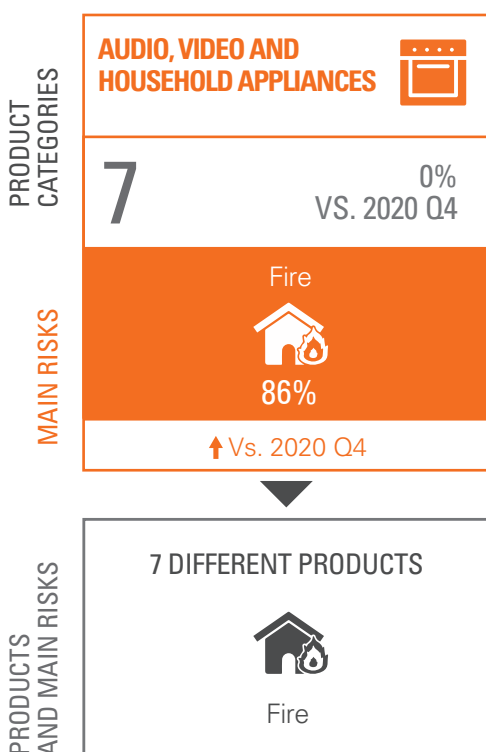 PRODUCT
CATEGORIES
AUDIO, VIDEO AND
HOUSEHOLD APPLIANCES
7
0%
VS. 2020 Q4
MAIN RISKS
Fire
86%
Vs. 2020 Q4
PRODUCTS
AND MAIN RISKS
7 DIFFERENT PRODUCTS
Fire